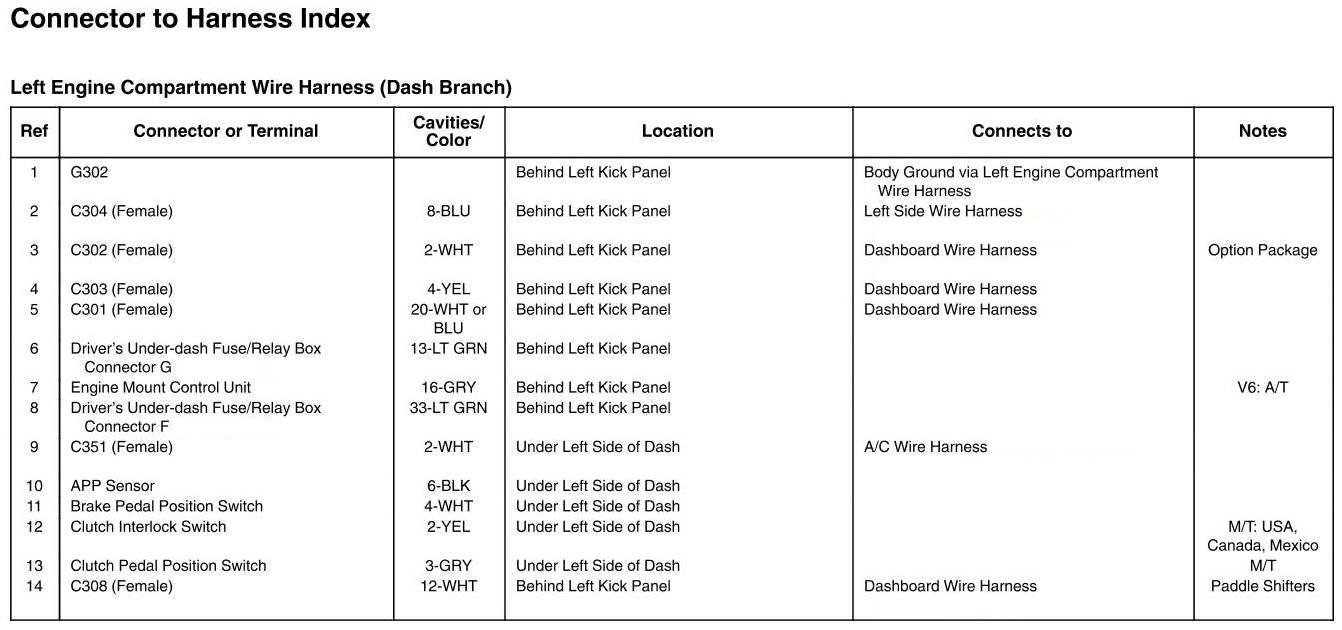 Connector to Harness Index
Left Engine Compartment Wire Harness (Dash Branch)
Ref Connector or Terminal Cavities/ Color Location Connects to Notes
1 G302 Behind Left Kick Panel Body Ground via Left Engine Compartment
Wire Harness
2 C304 (Female) 8-BLU Behind Left Kick Panel Left Side Wire Harness
3 C302 (Female) 2-WHT Behind Left Kick Panel Dashboard Wire Harness Option Package
4 C303 (Female) 4-YEL Behind Left Kick Panel Dashboard Wire Harness
5 C301 (Female) 20-WHT or Behind Left Kick Panel Dashboard Wire Harness
BLU
6 Driver's Under-dash Fuse/Relay Box 13-LT GRN Behind Left Kick Panel
Connector G
7 Engine Mount Control Unit 16-GRY Behind Left Kick Panel V6: A/T
8 Driver's Under-dash Fuse/Relay Box 33-LT GRN Behind Left Kick Panel
Connector F
9 C351 (Female) 2-WHT Under Left Side of Dash A/C Wire Harness
10 APP Sensor 6-BLK Under Left Side of Dash
11 Brake Pedal Position Switch 4-WHT Under Left Side of Dash
12 Clutch Interlock Switch 2-YEL Under Left Side of Dash M/T: USA,
Canada, Mexico
13 Clutch Pedal Position Switch 3-GRY Under Left Side of Dash M/T
14 C308 (Female) 12-WHT Behind Left Kick Panel Dashboard Wire Harness Paddle Shifters